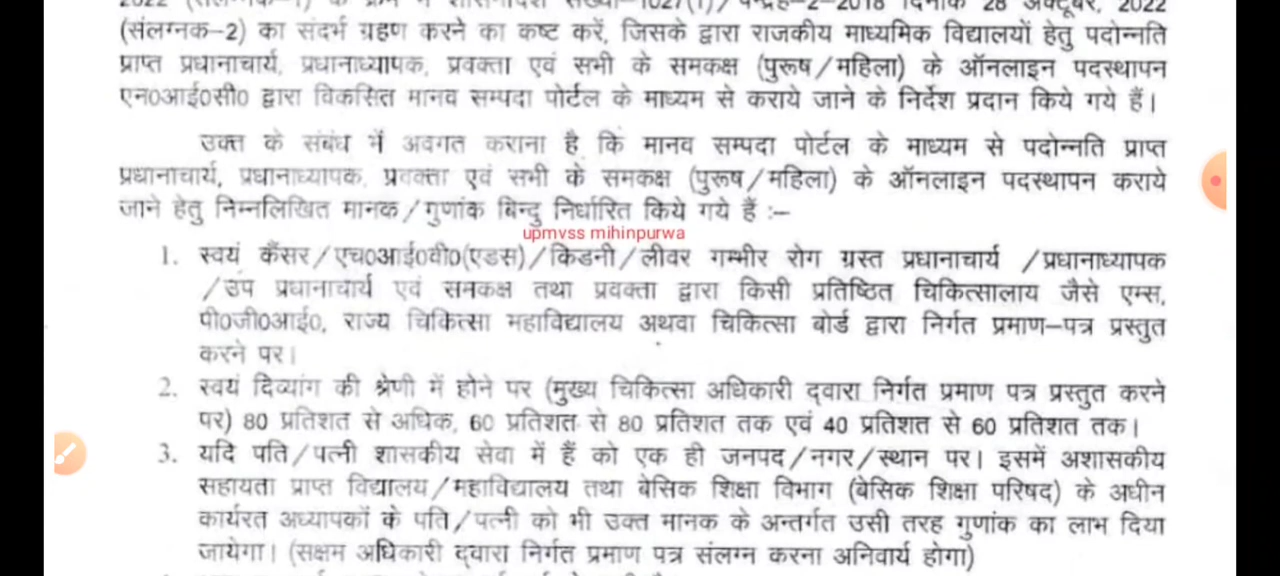 2022 (संलग्नक-1) के क्रम में शासनादेश संख्या-1027(1)/पन्द्रह-2-2018 दिनांक 28 अक्टूबर, 2022
(संलग्नक-2) का संदर्भ ग्रहण करने का कष्ट करें, जिसके द्वारा राजकीय माध्यमिक विद्यालयों हेतु पदोन्नति
प्राप्त प्रधानाचार्य, प्रधानाध्यापक, प्रवक्ता एवं सभी के समकक्ष (पुरूष/महिला) के ऑनलाइन पदस्थापन
एन0आई0सी0 द्वारा विकसित मानव सम्पदा पोर्टल के माध्यम से कराये जाने के निर्देश प्रदान किये गये हैं।
उक्त के संबंध में अवगत कराना है कि मानव सम्पदा पोर्टल के माध्यम से पदोन्नति प्राप्त
प्रधानाचार्य, प्रधानाध्यापक, प्रवक्ता एवं सभी के समकक्ष (पुरूष/महिला) के ऑनलाइन पदस्थापन कराये
जाने हेतु निम्नलिखित मानक/गुणांक बिन्दु निर्धारित किये गये हैं :–
upmvss mihinpurwa
1. स्वयं कैंसर/एच0आई0वी0(एडस)/किडनी/लीवर गम्भीर रोग ग्रस्त प्रधानाचार्य /प्रधानाध्यापक
/उप प्रधानाचार्य एवं समकक्ष तथा प्रवक्ता द्वारा किसी प्रतिष्ठित चिकित्सालाय जैसे एम्स,
पी0जी0आई0, राज्य चिकित्सा महाविद्यालय अथवा चिकित्सा बोर्ड द्वारा निर्गत प्रमाण–पत्र प्रस्तुत
करने पर।
2. स्वयं दिव्यांग की श्रेणी में होने पर (मुख्य चिकित्सा अधिकारी द्वारा निर्गत प्रमाण पत्र प्रस्तुत करने
पर) 80 प्रतिशत से अधिक, 60 प्रतिशत से 80 प्रतिशत तक एवं 40 प्रतिशत से 60 प्रतिशत तक।
3. यदि पति/पत्नी शासकीय सेवा में हैं को एक ही जनपद/नगर/स्थान पर। इसमें अशासकीय
सहायता प्राप्त विद्यालय/महाविद्यालय तथा बेसिक शिक्षा विभाग (बेसिक शिक्षा परिषद) के अधीन
कार्यरत अध्यापकों के पति/पत्नी को भी उक्त मानक के अन्तर्गत उसी तरह गुणांक का लाभ दिया
जायेगा। (सक्षम अधिकारी द्वारा निर्गत प्रमाण पत्र संलग्न करना अनिवार्य होगा)